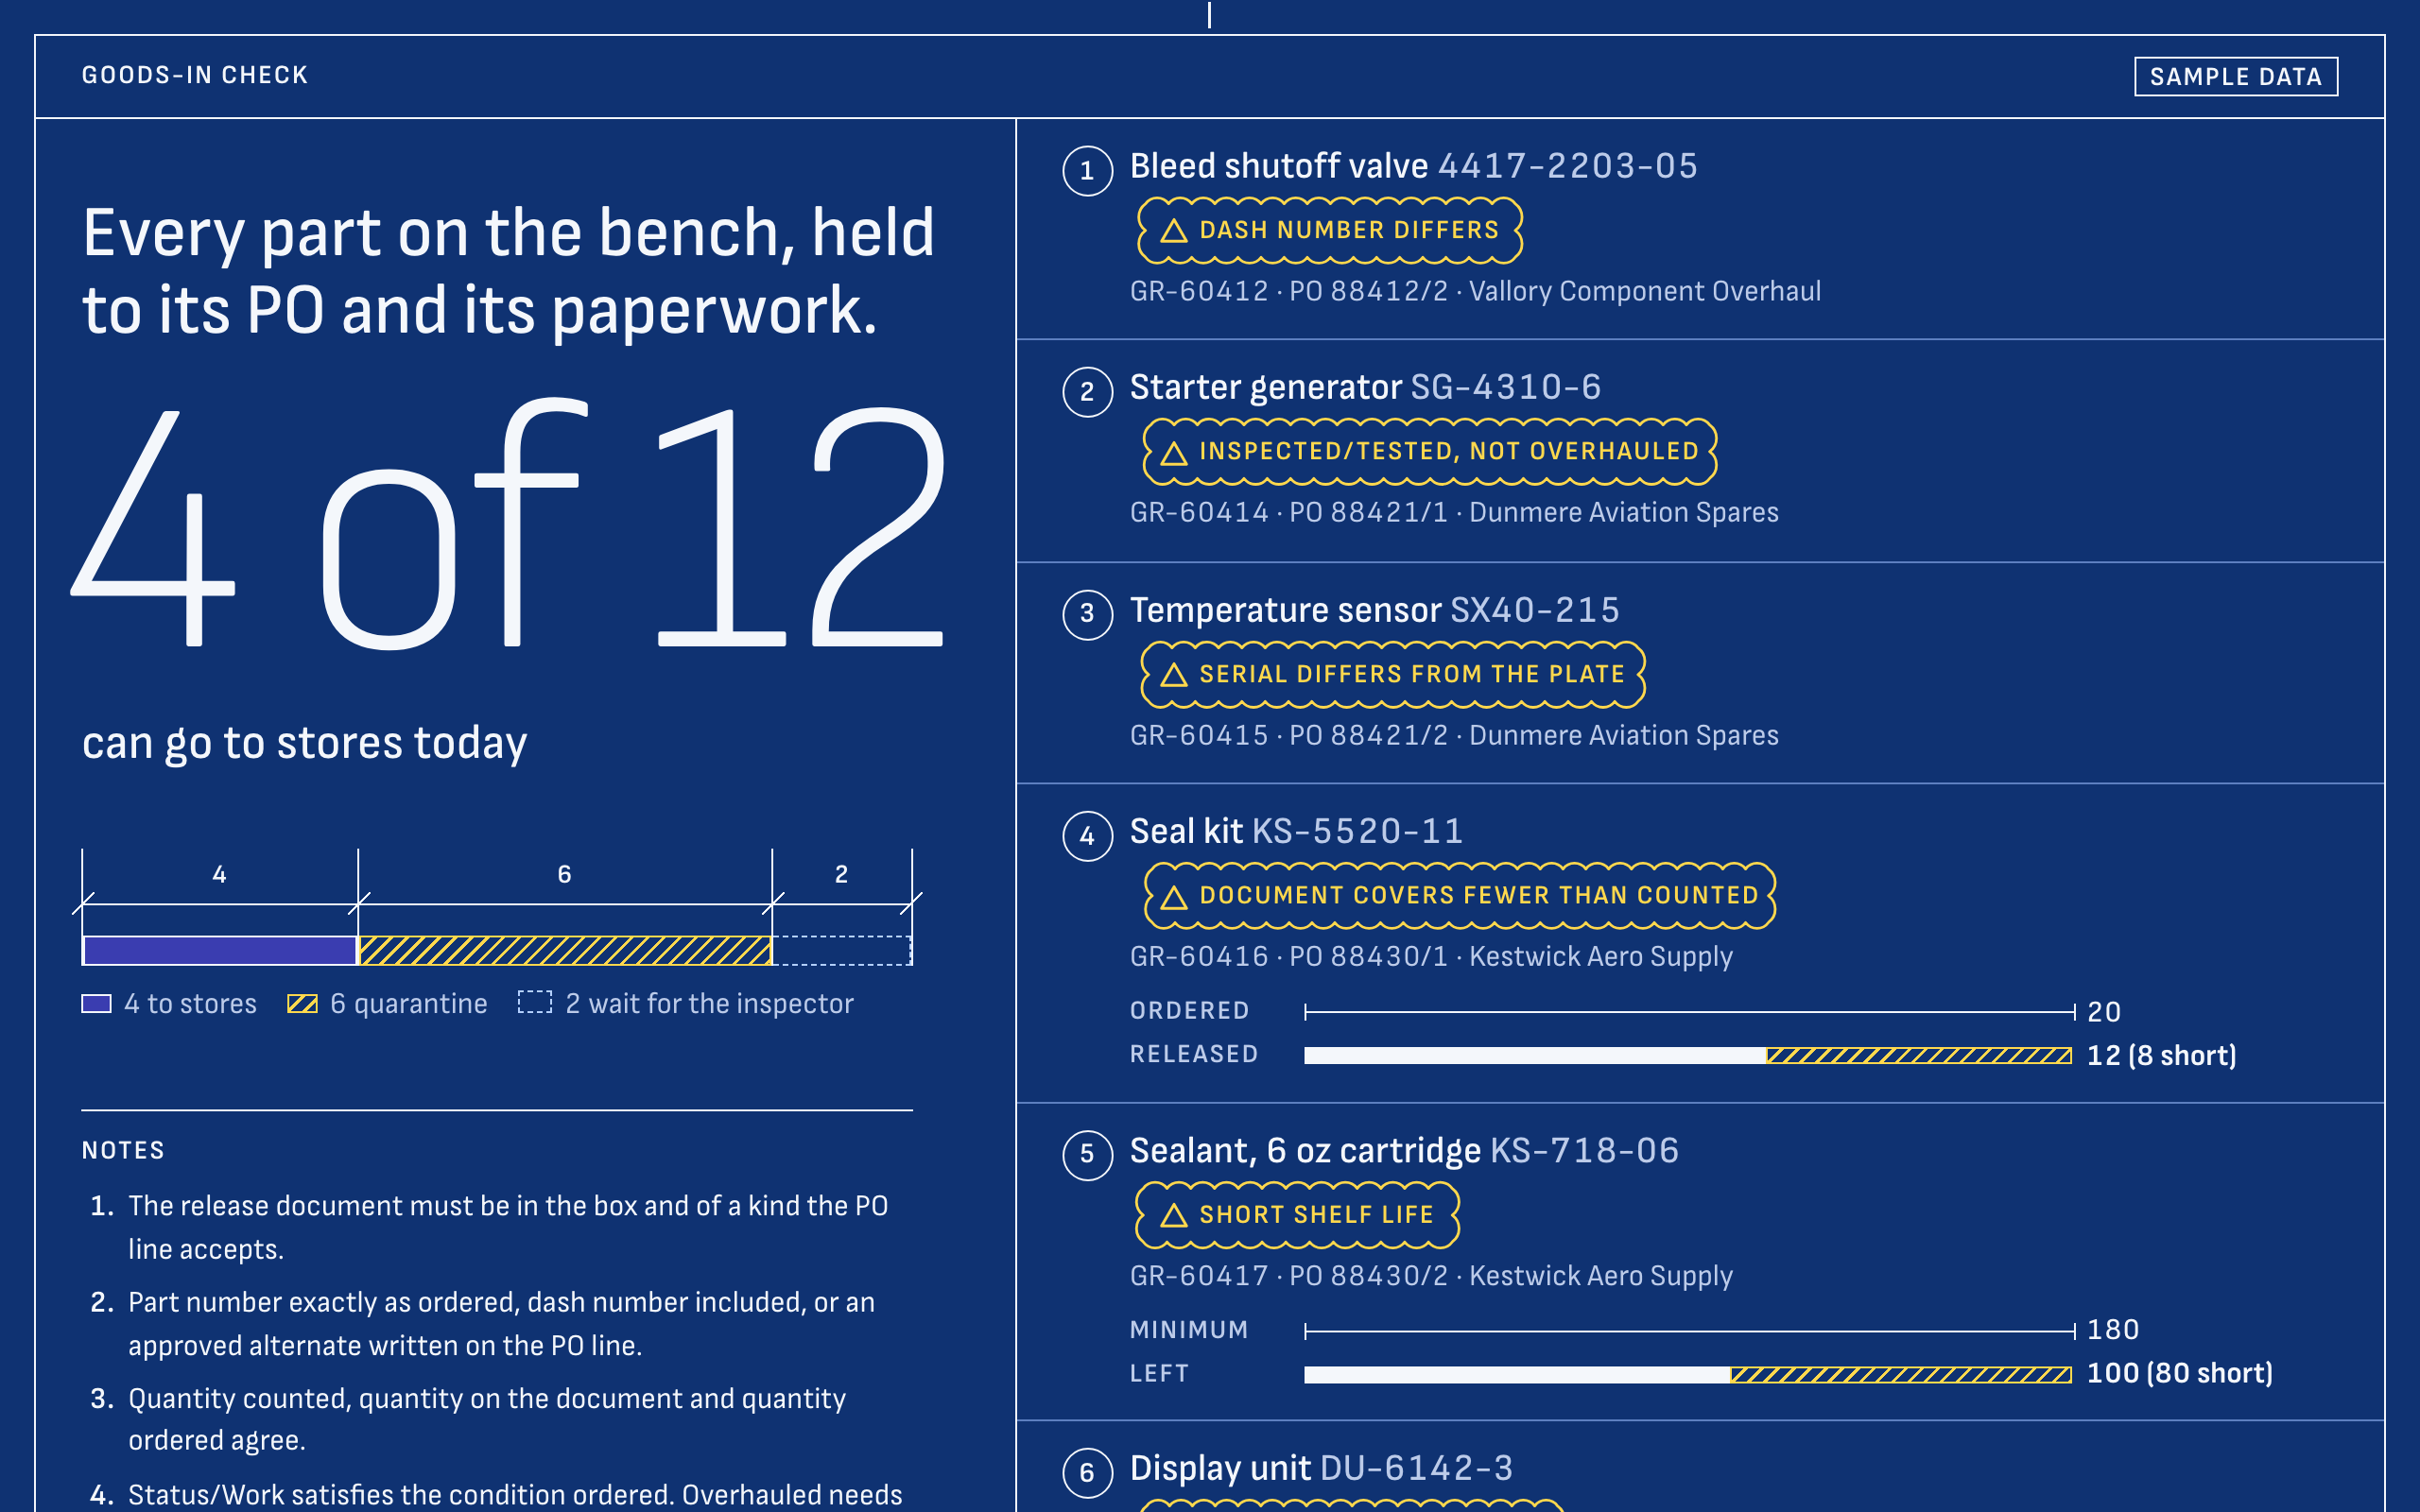 GOODS-IN CHECK
SAMPLE DATA
Every part on the bench, held
to its PO and its paperwork.
4 of 12
can go to stores today
4
6
2
4 to stores
6 quarantine
2 wait for the inspector
NOTES
1. The release document must be in the box and of a kind the PO
line accepts.
2. Part number exactly as ordered, dash number included, or an
approved alternate written on the PO line.
3. Quantity counted, quantity on the document and quantity
ordered agree.
4. Status/Work satisfies the condition ordered. Overhauled needs
1 Bleed shutoff valve 4417-2203-05
DASH NUMBER DIFFERS
GR-60412 · PO 88412/2 · Vallory Component Overhaul
2 Starter generator SG-4310-6
INSPECTED/TESTED, NOT OVERHAULED
GR-60414 · PO 88421/1 · Dunmere Aviation Spares
3 Temperature sensor SX40-215
SERIAL DIFFERS FROM THE PLATE
GR-60415 · PO 88421/2 · Dunmere Aviation Spares
4 Seal kit KS-5520-11
DOCUMENT COVERS FEWER THAN COUNTED
GR-60416 · PO 88430/1 · Kestwick Aero Supply
ORDERED 20
RELEASED 12 (8 short)
5 Sealant, 6 oz cartridge KS-718-06
SHORT SHELF LIFE
GR-60417 · PO 88430/2 · Kestwick Aero Supply
MINIMUM 180
LEFT 100 (80 short)
6 Display unit DU-6142-3